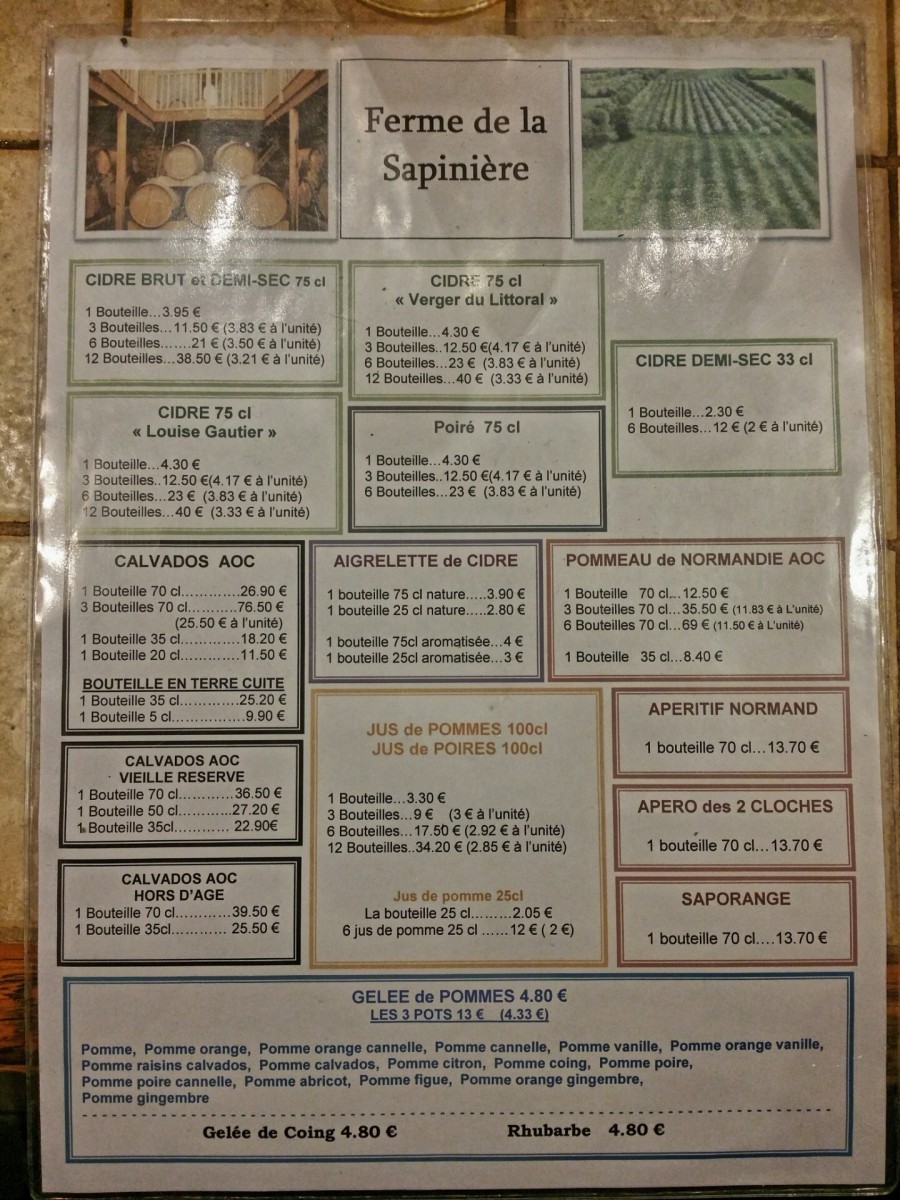 Ferme de la
Sapinière
CIDRE BRUT et DEMI-SEC 75 cl
1 Bouteille...3.95 €
3 Bouteilles...11.50 € (3.83 € à l'unité)
6 Bouteilles.......21 € (3.50 € à l'unité)
12 Bouteilles...38.50 € (3.21 € à l'unité)
CIDRE 75 cl
« Verger du Littoral »
1 Bouteille...4.30 €
3 Bouteilles..12.50 €(4.17 € à l'unité)
6 Bouteilles...23 € (3.83 € à l'unité)
12 Bouteilles...40 € (3.33 € à l'unité)
CIDRE DEMI-SEC 33 cl
1 Bouteille...2.30 €
6 Bouteilles...12 € (2 € à l'unité)
CIDRE 75 cl
« Louise Gautier »
1 Bouteille...4.30 €
3 Bouteilles..12.50 €(4.17 € à l'unité)
6 Bouteilles...23 € (3.83 € à l'unité)
12 Bouteilles...40 € (3.33 € à l'unité)
Poiré 75 cl
1 Bouteille...4.30 €
3 Bouteilles..12.50 €(4.17 € à l'unité)
6 Bouteilles...23 € (3.83 € à l'unité)
CALVADOS AOC
1 Bouteille 70 cl............26.90 €
3 Bouteilles 70 cl..........76.50 €
(25.50 € à l'unité)
1 Bouteille 35 cl............18.20 €
1 Bouteille 20 cl............11.50 €
BOUTEILLE EN TERRE CUITE
1 Bouteille 35 cl............25.20 €
1 Bouteille 5 cl...............9.90 €
AIGRELETTE de CIDRE
1 bouteille 75 cl nature.....3.90 €
1 bouteille 25 cl nature.....2.80 €
1 bouteille 75cl aromatisée...4 €
1 bouteille 25cl aromatisée...3 €
POMMEAU de NORMANDIE AOC
1 Bouteille 70 cl...12.50 €
3 Bouteilles 70 cl...35.50 € (11.83 € à L'unité)
6 Bouteilles 70 cl...69 € (11.50 € à L'unité)
1 Bouteille 35 cl...8.40 €
CALVADOS AOC
VIEILLE RESERVE
1 Bouteille 70 cl...........36.50 €
1 Bouteille 50 cl...........27.20 €
1 Bouteille 35cl............ 22.90€
CALVADOS AOC
HORS D'AGE
1 Bouteille 70 cl...........39.50 €
1 Bouteille 35cl............ 25.50 €
JUS de POMMES 100cl
JUS de POIRES 100cl
1 Bouteille...3.30 €
3 Bouteilles...9 € (3 € à l'unité)
6 Bouteilles...17.50 € (2.92 € à l'unité)
12 Bouteilles..34.20 € (2.85 € à l'unité)
Jus de pomme 25cl
La bouteille 25 cl........2.05 €
6 jus de pomme 25 cl ......12 € ( 2 €)
APERITIF NORMAND
1 bouteille 70 cl...13.70 €
APERO des 2 CLOCHES
1 bouteille 70 cl...13.70 €
SAPORANGE
1 bouteille 70 cl....13.70 €
GELEE de POMMES 4.80 €
LES 3 POTS 13 € (4.33 €)
Pomme, Pomme orange, Pomme orange cannelle, Pomme cannelle, Pomme vanille, Pomme orange vanille,
Pomme raisins calvados, Pomme calvados, Pomme citron, Pomme coing, Pomme poire,
Pomme poire cannelle, Pomme abricot, Pomme figue, Pomme orange gingembre,
Pomme gingembre
Gelée de Coing 4.80 € Rhubarbe 4.80 €